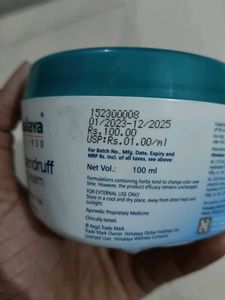 152300008
01/2023-12/2025
Rs.100.00
USP:Rs.01.00/ml
For Batch No., Mfg. Date, Expiry and
MRP Rs. Incl. of all taxes, see above:
Net Vol.: 100 ml
Formulations containing herbs tend to change color over
time. However, the product efficacy remains unchanged.
FOR EXTERNAL USE ONLY
Store in a cool and dry place, away from direct heat and
sunlight.
Ayurvedic Proprietary Medicine
Clinically tested
® Regd. Trade Mark
Trade Mark Owner: Himalaya Global Holdings Ltd
Licensed User: Himalaya Wellness Company
alaya
1930
ndruff